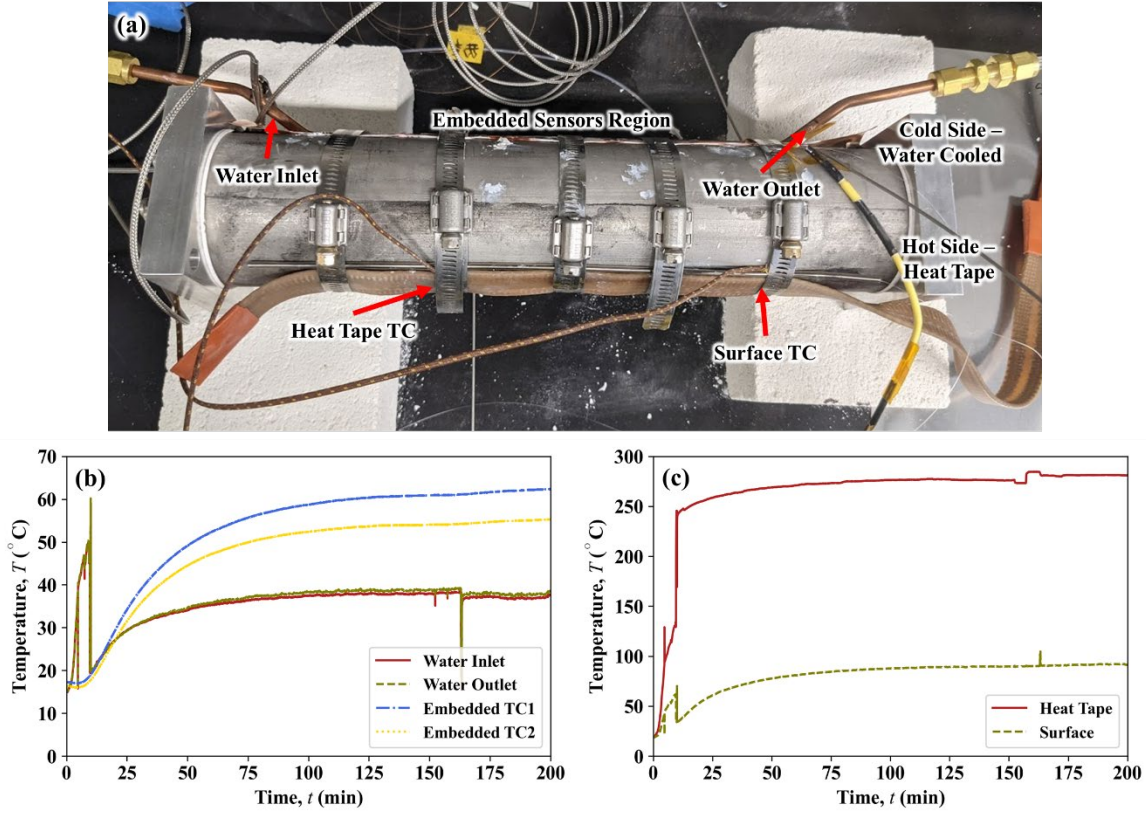 (a)
Embedded Sensors Region
Cold Side –
Water Cooled
Water Inlet
Water Outlet
Hot Side –
Heat Tape
Heat Tape TC
Surface TC
(b)
70
60
50
40
30
20
10
0
Temperature, T (° C)
Water Inlet
Water Outlet
Embedded TC1
Embedded TC2
0 25 50 75 100 125 150 175 200
Time, t (min)
(c)
300
250
200
150
100
50
0
Temperature, T (° C)
Heat Tape
Surface
0 25 50 75 100 125 150 175 200
Time, t (min)